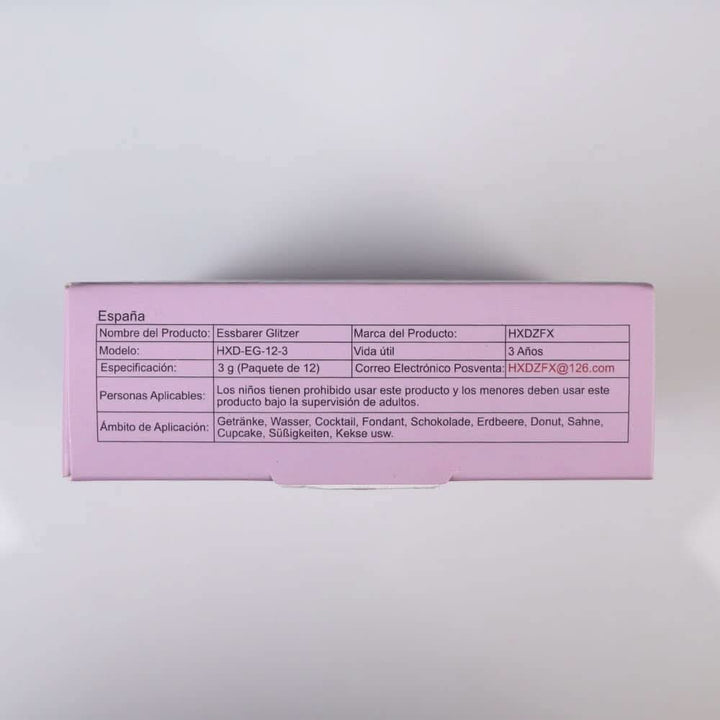 España
Nombre del Producto: Essbarer Glitzer Marca del Producto: HXDZFX
Modelo: HXD-EG-12-3 Vida útil 3 Años
Especificación: 3 g (Paquete de 12) Correo Electrónico Posventa: HXDZFX@126.com
Personas Aplicables: Los niños tienen prohibido usar este producto y los menores deben usar este
producto bajo la supervisión de adultos.
Ámbito de Aplicación: Getränke, Wasser, Cocktail, Fondant, Schokolade, Erdbeere, Donut, Sahne,
Cupcake, Süßigkeiten, Kekse usw.